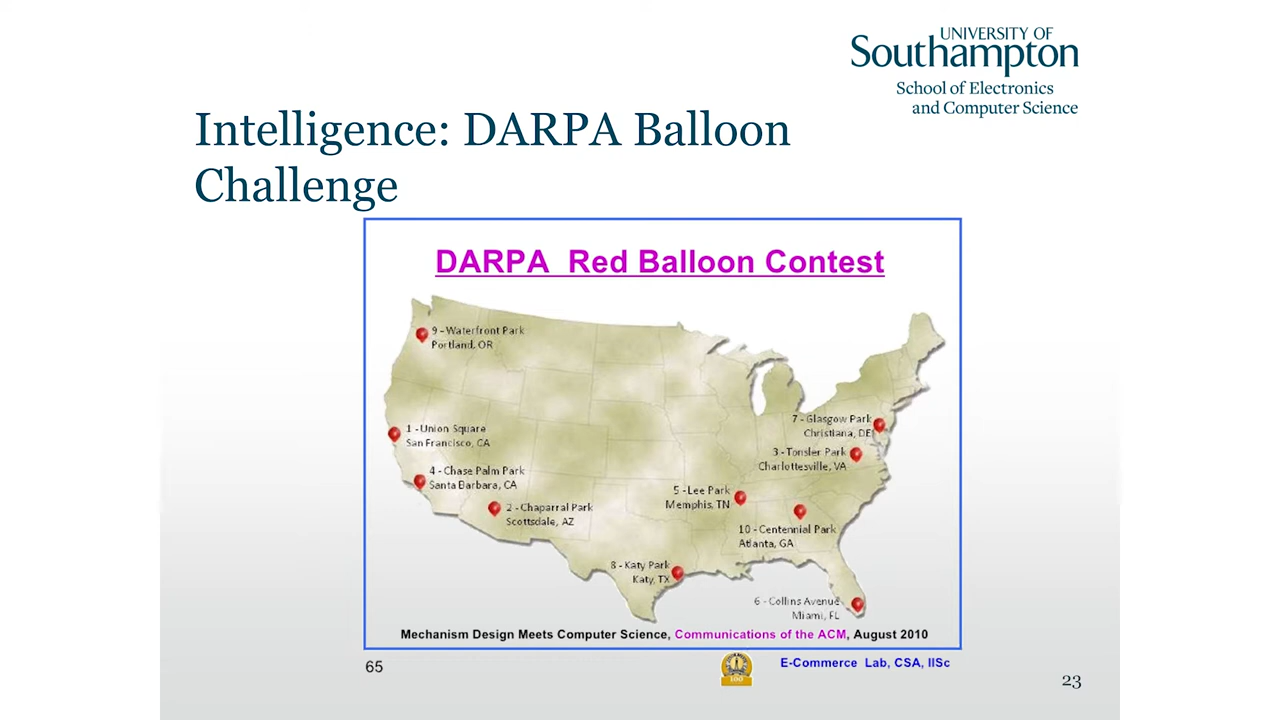 UNIVERSITY OF
Southampton
School of Electronics
and Computer Science
Intelligence: DARPA Balloon
Challenge
DARPA Red Balloon Contest
9 - Waterfront Park
Portland, OR
1 - Union Square
San Francisco, CA
4 - Chase Palm Park
Santa Barbara, CA
2 - Chaparral Park
Scottsdale, AZ
7 - Glasgow Park
Christiana, DE
3 - Tonsler Park
Charlottesville, VA
5 - Lee Park
Memphis, TN
10 - Centennial Park
Atlanta, GA
8 - Katy Park
Katy, TX
6 - Collins Avenue
Miami, FL
Mechanism Design Meets Computer Science, Communications of the ACM, August 2010
65
100
E-Commerce Lab, CSA, IISc
23